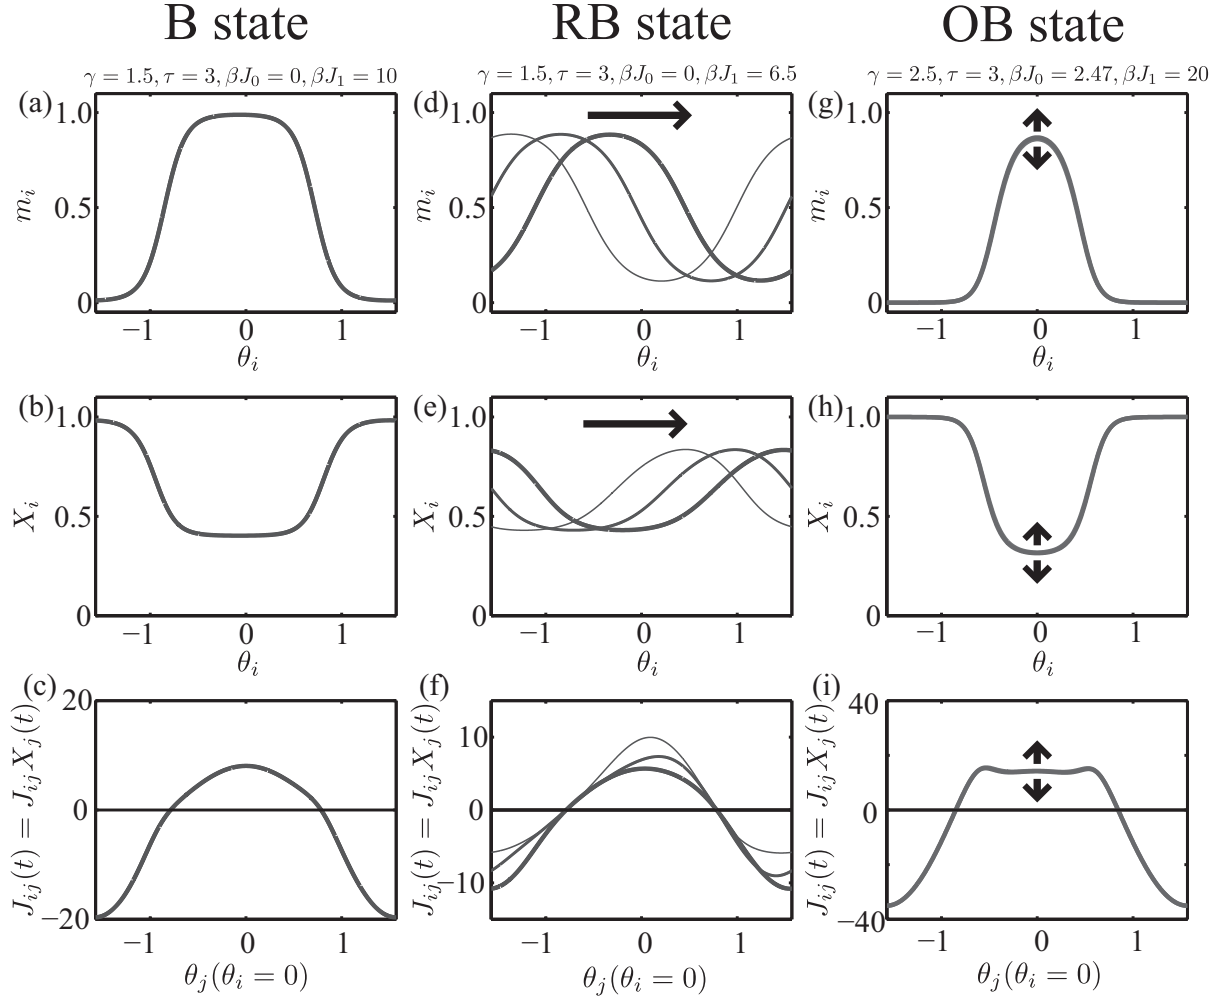 B state
RB state
OB state
γ = 1.5, τ = 3, βJ₀ = 0, βJ₁ = 10
γ = 1.5, τ = 3, βJ₀ = 0, βJ₁ = 6.5
γ = 2.5, τ = 3, βJ₀ = 2.47, βJ₁ = 20
(a)
1.0
0.5
0
mᵢ
−1 0 1
θᵢ
(d)
1.0
0.5
0
mᵢ
−1 0 1
θᵢ
(g)
1.0
0.5
0
mᵢ
−1 0 1
θᵢ
(b)
1.0
0.5
0
Xᵢ
−1 0 1
θᵢ
(e)
1.0
0.5
0
Xᵢ
−1 0 1
θᵢ
(h)
1.0
0.5
0
Xᵢ
−1 0 1
θᵢ
(c)
20
0
−20
Jᵢⱼ(t) = JᵢⱼXⱼ(t)
−1 0 1
θⱼ(θᵢ = 0)
(f)
10
0
−10
Jᵢⱼ(t) = JᵢⱼXⱼ(t)
−1 0 1
θⱼ(θᵢ = 0)
(i)
40
0
−40
Jᵢⱼ(t) = JᵢⱼXⱼ(t)
−1 0 1
θⱼ(θᵢ = 0)